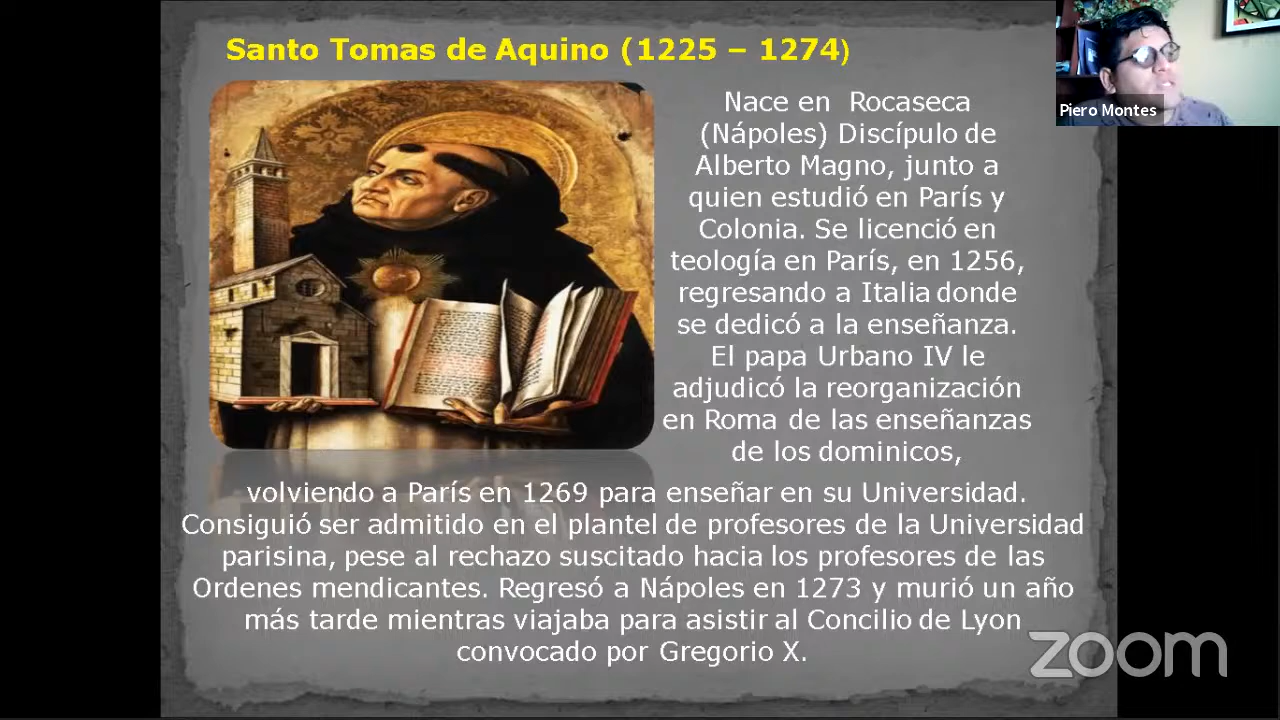 Santo Tomas de Aquino (1225 – 1274)
Piero Montes
Nace en Rocaseca
(Nápoles) Discípulo de
Alberto Magno, junto a
quien estudió en París y
Colonia. Se licenció en
teología en París, en 1256,
regresando a Italia donde
se dedicó a la enseñanza.
El papa Urbano IV le
adjudicó la reorganización
en Roma de las enseñanzas
de los dominicos,
volviendo a París en 1269 para enseñar en su Universidad.
Consiguió ser admitido en el plantel de profesores de la Universidad
parisina, pese al rechazo suscitado hacia los profesores de las
Ordenes mendicantes. Regresó a Nápoles en 1273 y murió un año
más tarde mientras viajaba para asistir al Concilio de Lyon
convocado por Gregorio X.
zoom